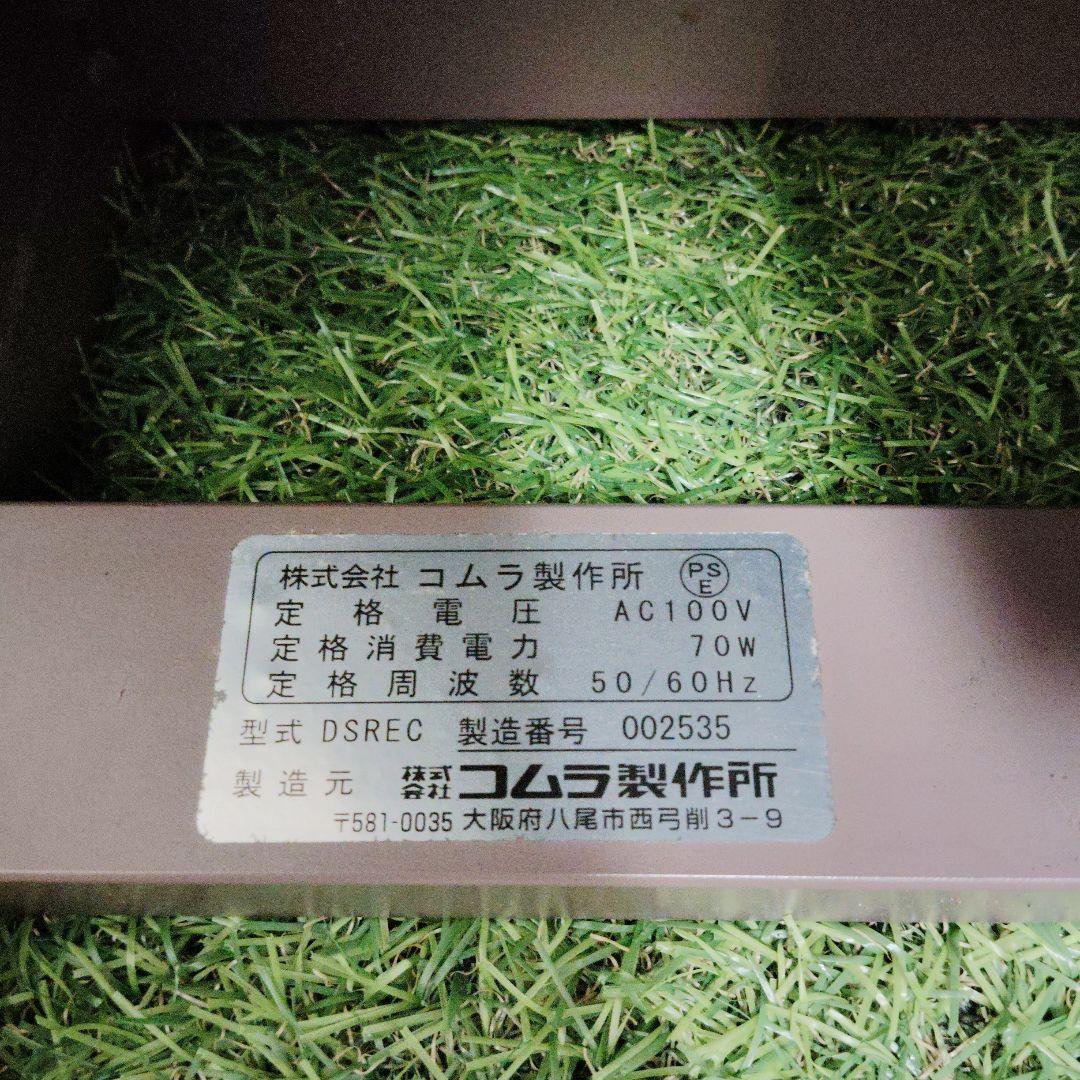 株式会社 コムラ製作所 PSE
定格電圧 AC100V
定格消費電力 70W
定格周波数 50/60Hz
型式 DSREC 製造番号 002535
製造元 株式会社 コムラ製作所
〒581-0035 大阪府八尾市西弓削3-9